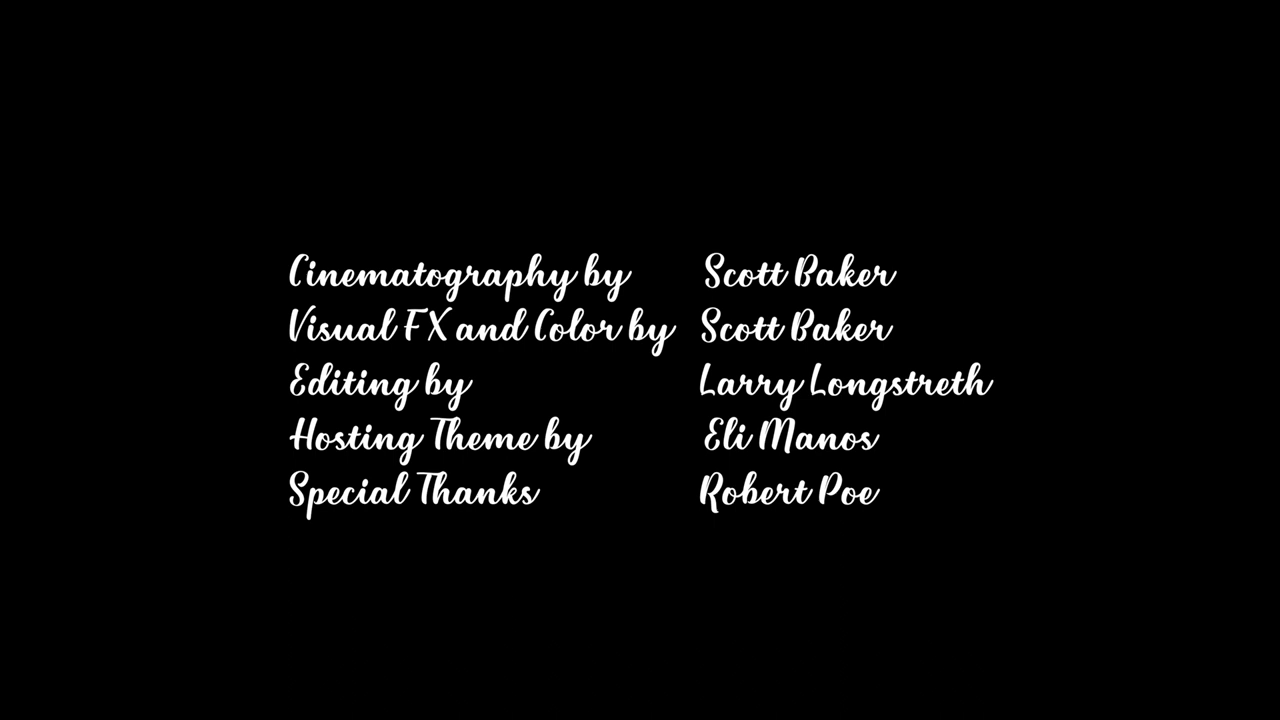 Cinematography by Scott Baker
Visual FX and Color by Scott Baker
Editing by Larry Longstreth
Hosting Theme by Eli Manos
Special Thanks Robert Poe